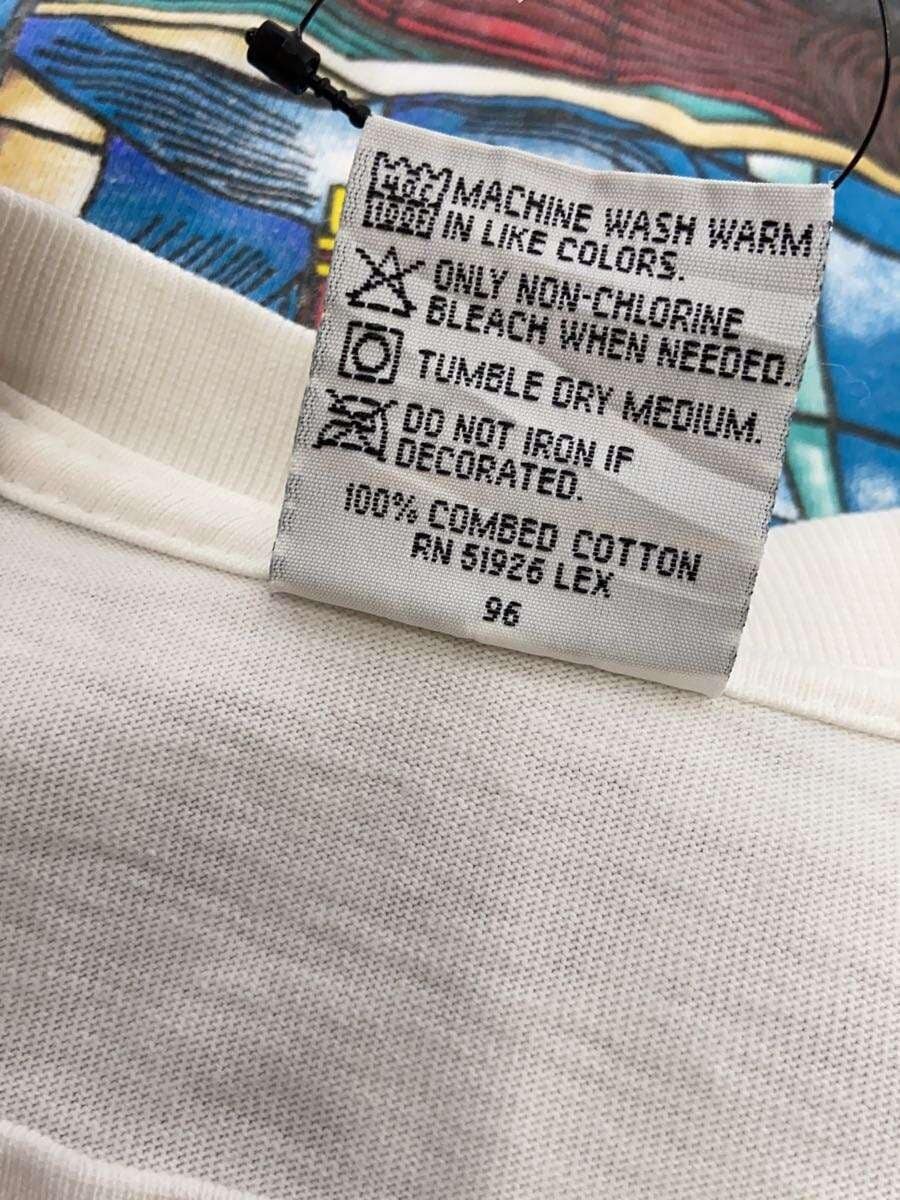 40C MACHINE WASH WARM
IN LIKE COLORS.
ONLY NON-CHLORINE
BLEACH WHEN NEEDED.
TUMBLE DRY MEDIUM.
DO NOT IRON IF
DECORATED.
100% COMBED COTTON
RN 51926 LEX
96